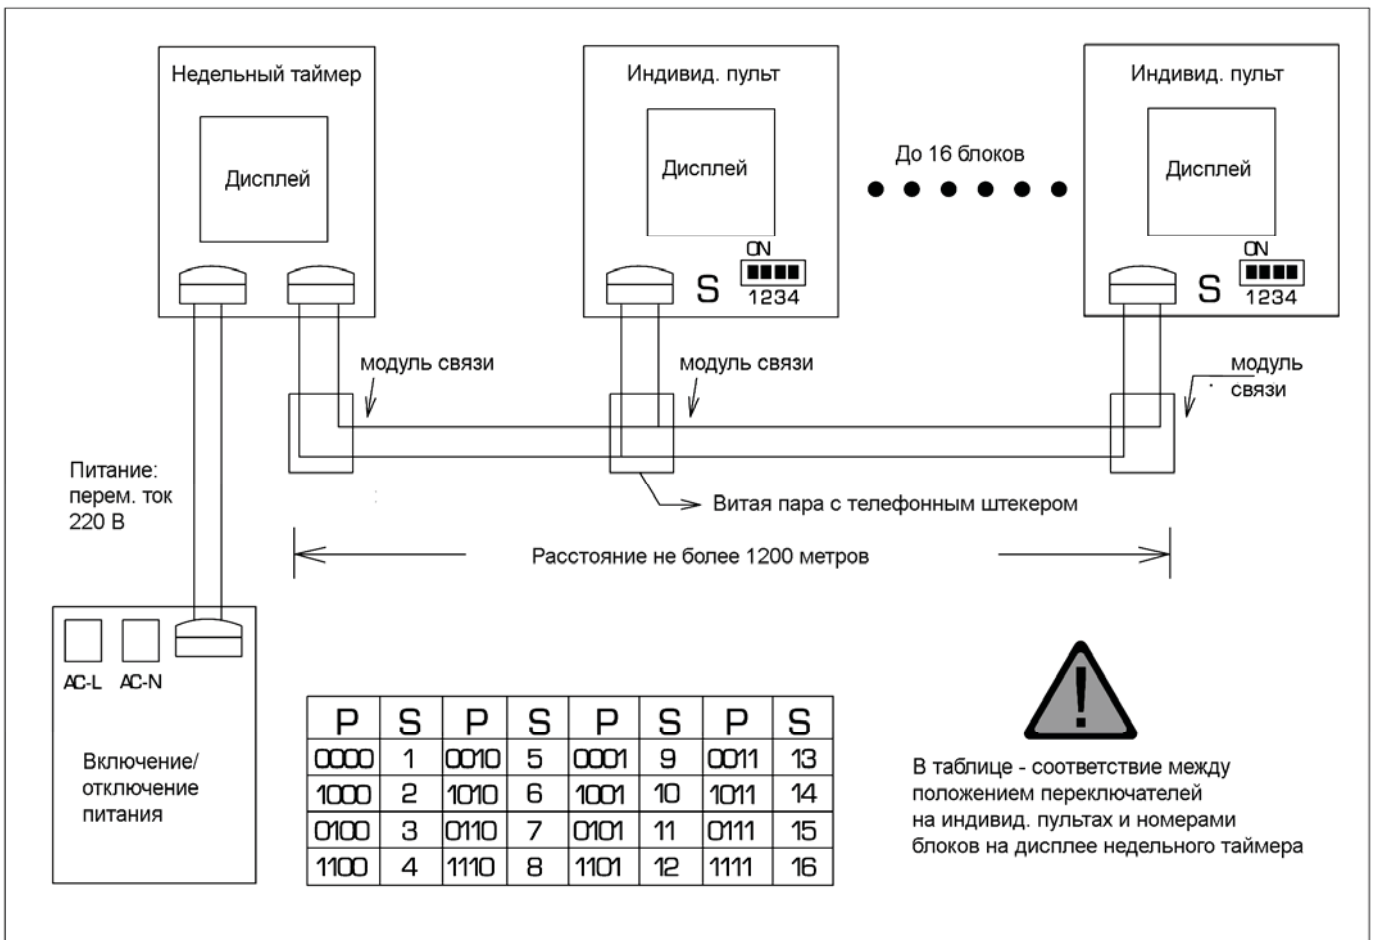 Недельный таймер
Дисплей
Индивид. пульт
Дисплей
ON
S
1234
До 16 блоков
Индивид. пульт
Дисплей
ON
S
1234
модуль связи
модуль связи
модуль
связи
Питание:
перем. ток
220 В
Витая пара с телефонным штекером
Расстояние не более 1200 метров
AC-L AC-N
Включение/
отключение
питания
P S P S P S P S
0000 1 0010 5 0001 9 0011 13
1000 2 1010 6 1001 10 1011 14
0100 3 0110 7 0101 11 0111 15
1100 4 1110 8 1101 12 1111 16
!
В таблице - соответствие между
положением переключателей
на индивид. пультах и номерами
блоков на дисплее недельного таймера